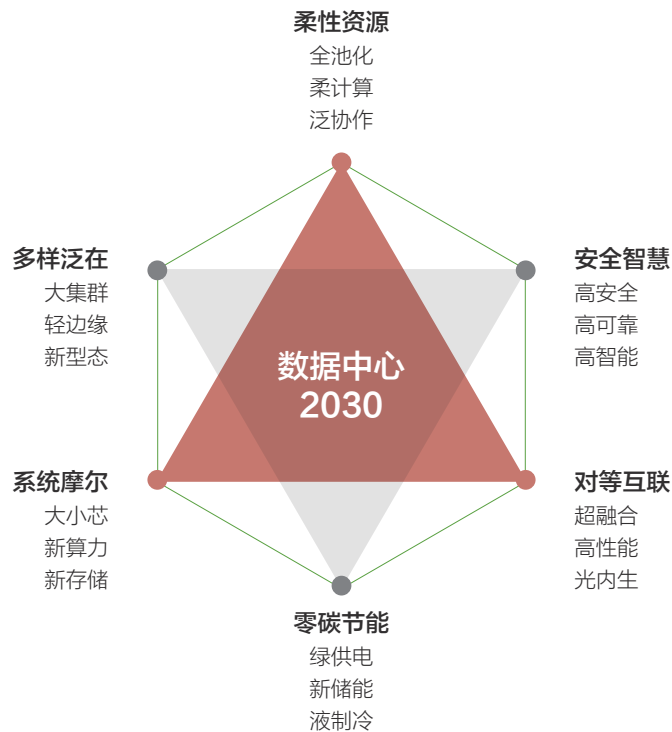 柔性资源
全池化
柔计算
泛协作
多样泛在
大集群
轻边缘
新型态
安全智慧
高安全
高可靠
高智能
数据中心
2030
系统摩尔
大小芯
新算力
新存储
对等互联
超融合
高性能
光内生
零碳节能
绿供电
新储能
液制冷